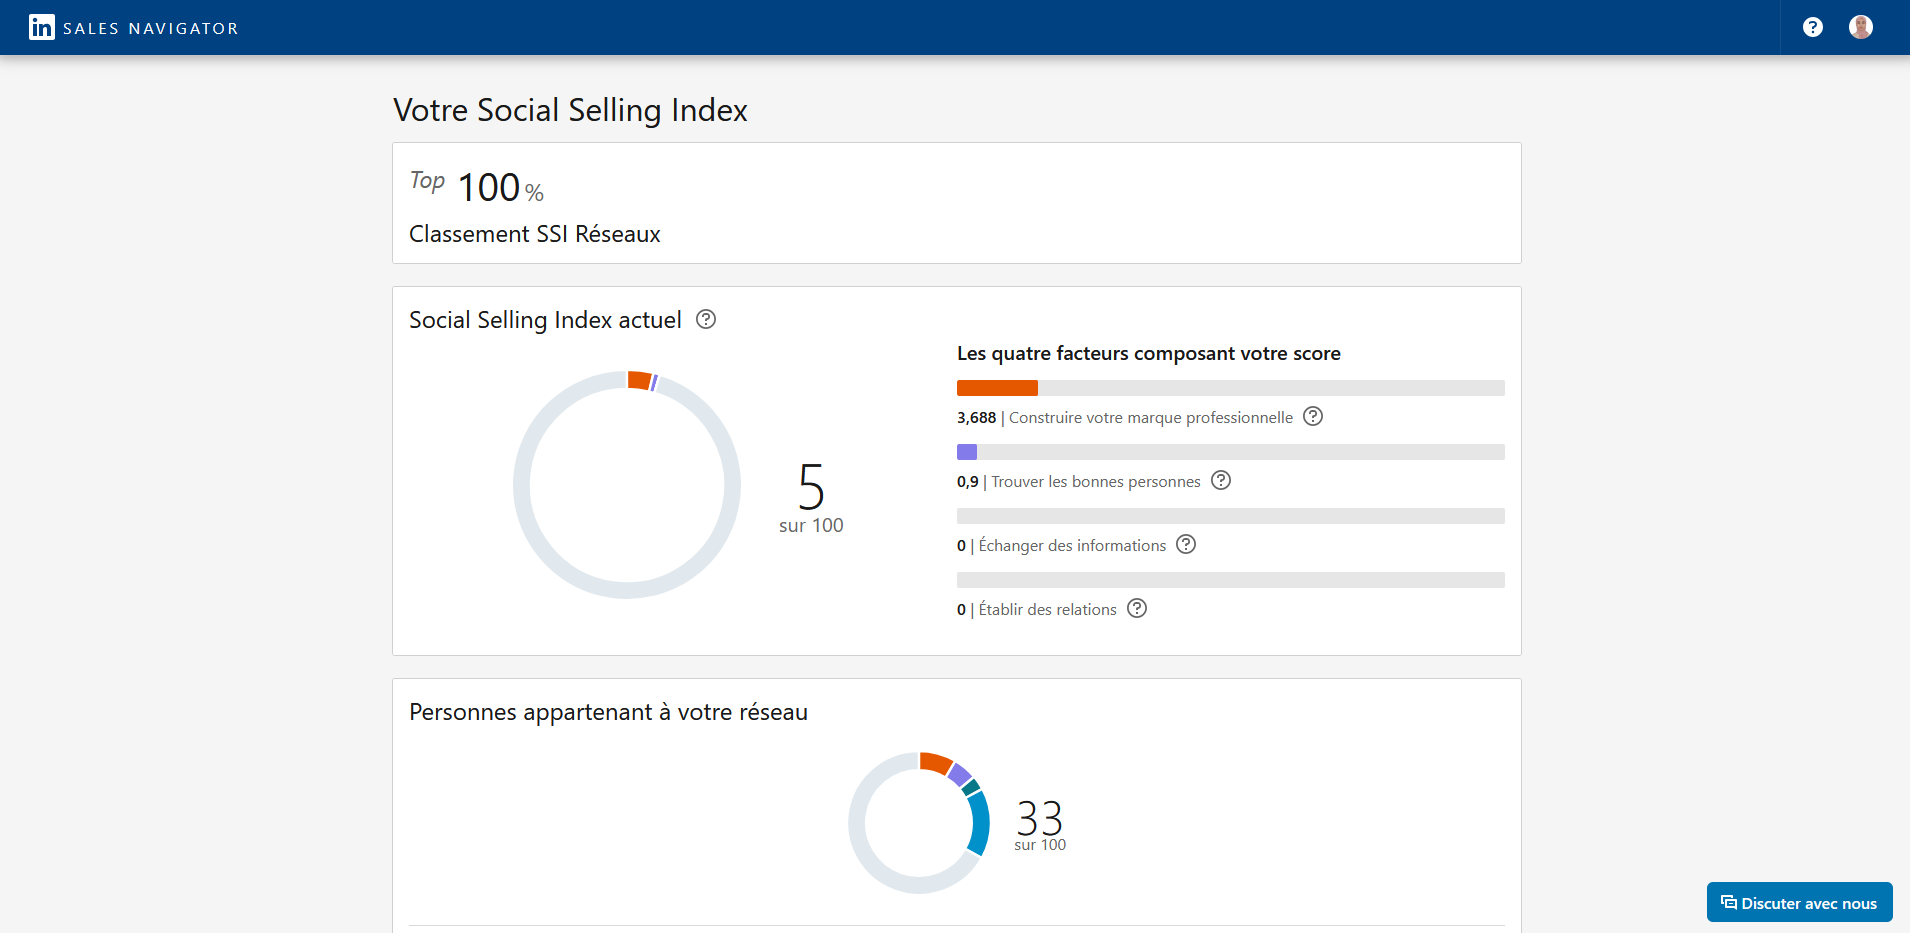 in SALES NAVIGATOR
Votre Social Selling Index
Top 100 %
Classement SSI Réseaux
Social Selling Index actuel
5
sur 100
Les quatre facteurs composant votre score
3,688 | Construire votre marque professionnelle
0,9 | Trouver les bonnes personnes
0 | Échanger des informations
0 | Établir des relations
Personnes appartenant à votre réseau
33
sur 100
Discuter avec nous